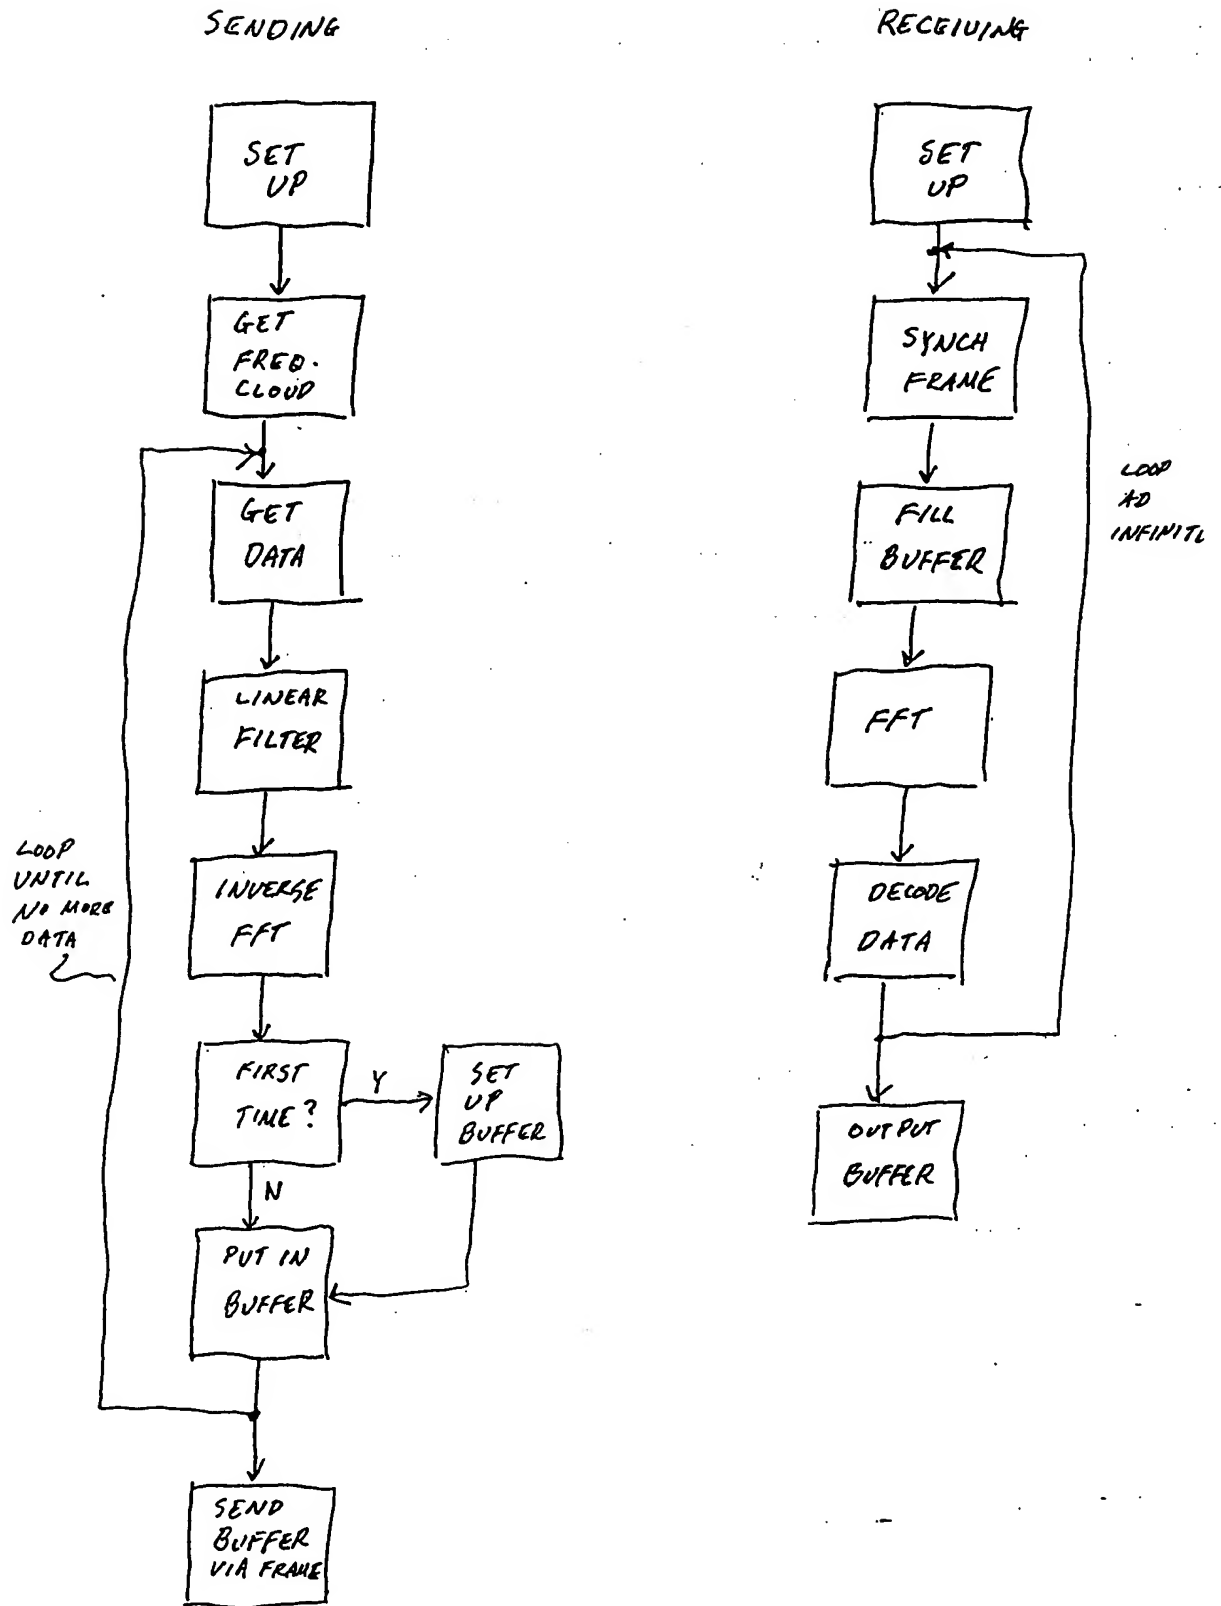 SENDING
SET
UP
GET
FREQ.
CLOUD
GET
DATA
LINEAR
FILTER
INVERSE
FFT
LOOP
UNTIL
NO MORE
DATA
FIRST
TIME?
Y
SET
UP
BUFFER
N
PUT IN
BUFFER
SEND
BUFFER
VIA FRAME
RECEIVING
SET
UP
SYNCH
FRAME
FILL
BUFFER
LOOP
AD
FFT
DECODE
DATA
OUTPUT
BUFFER